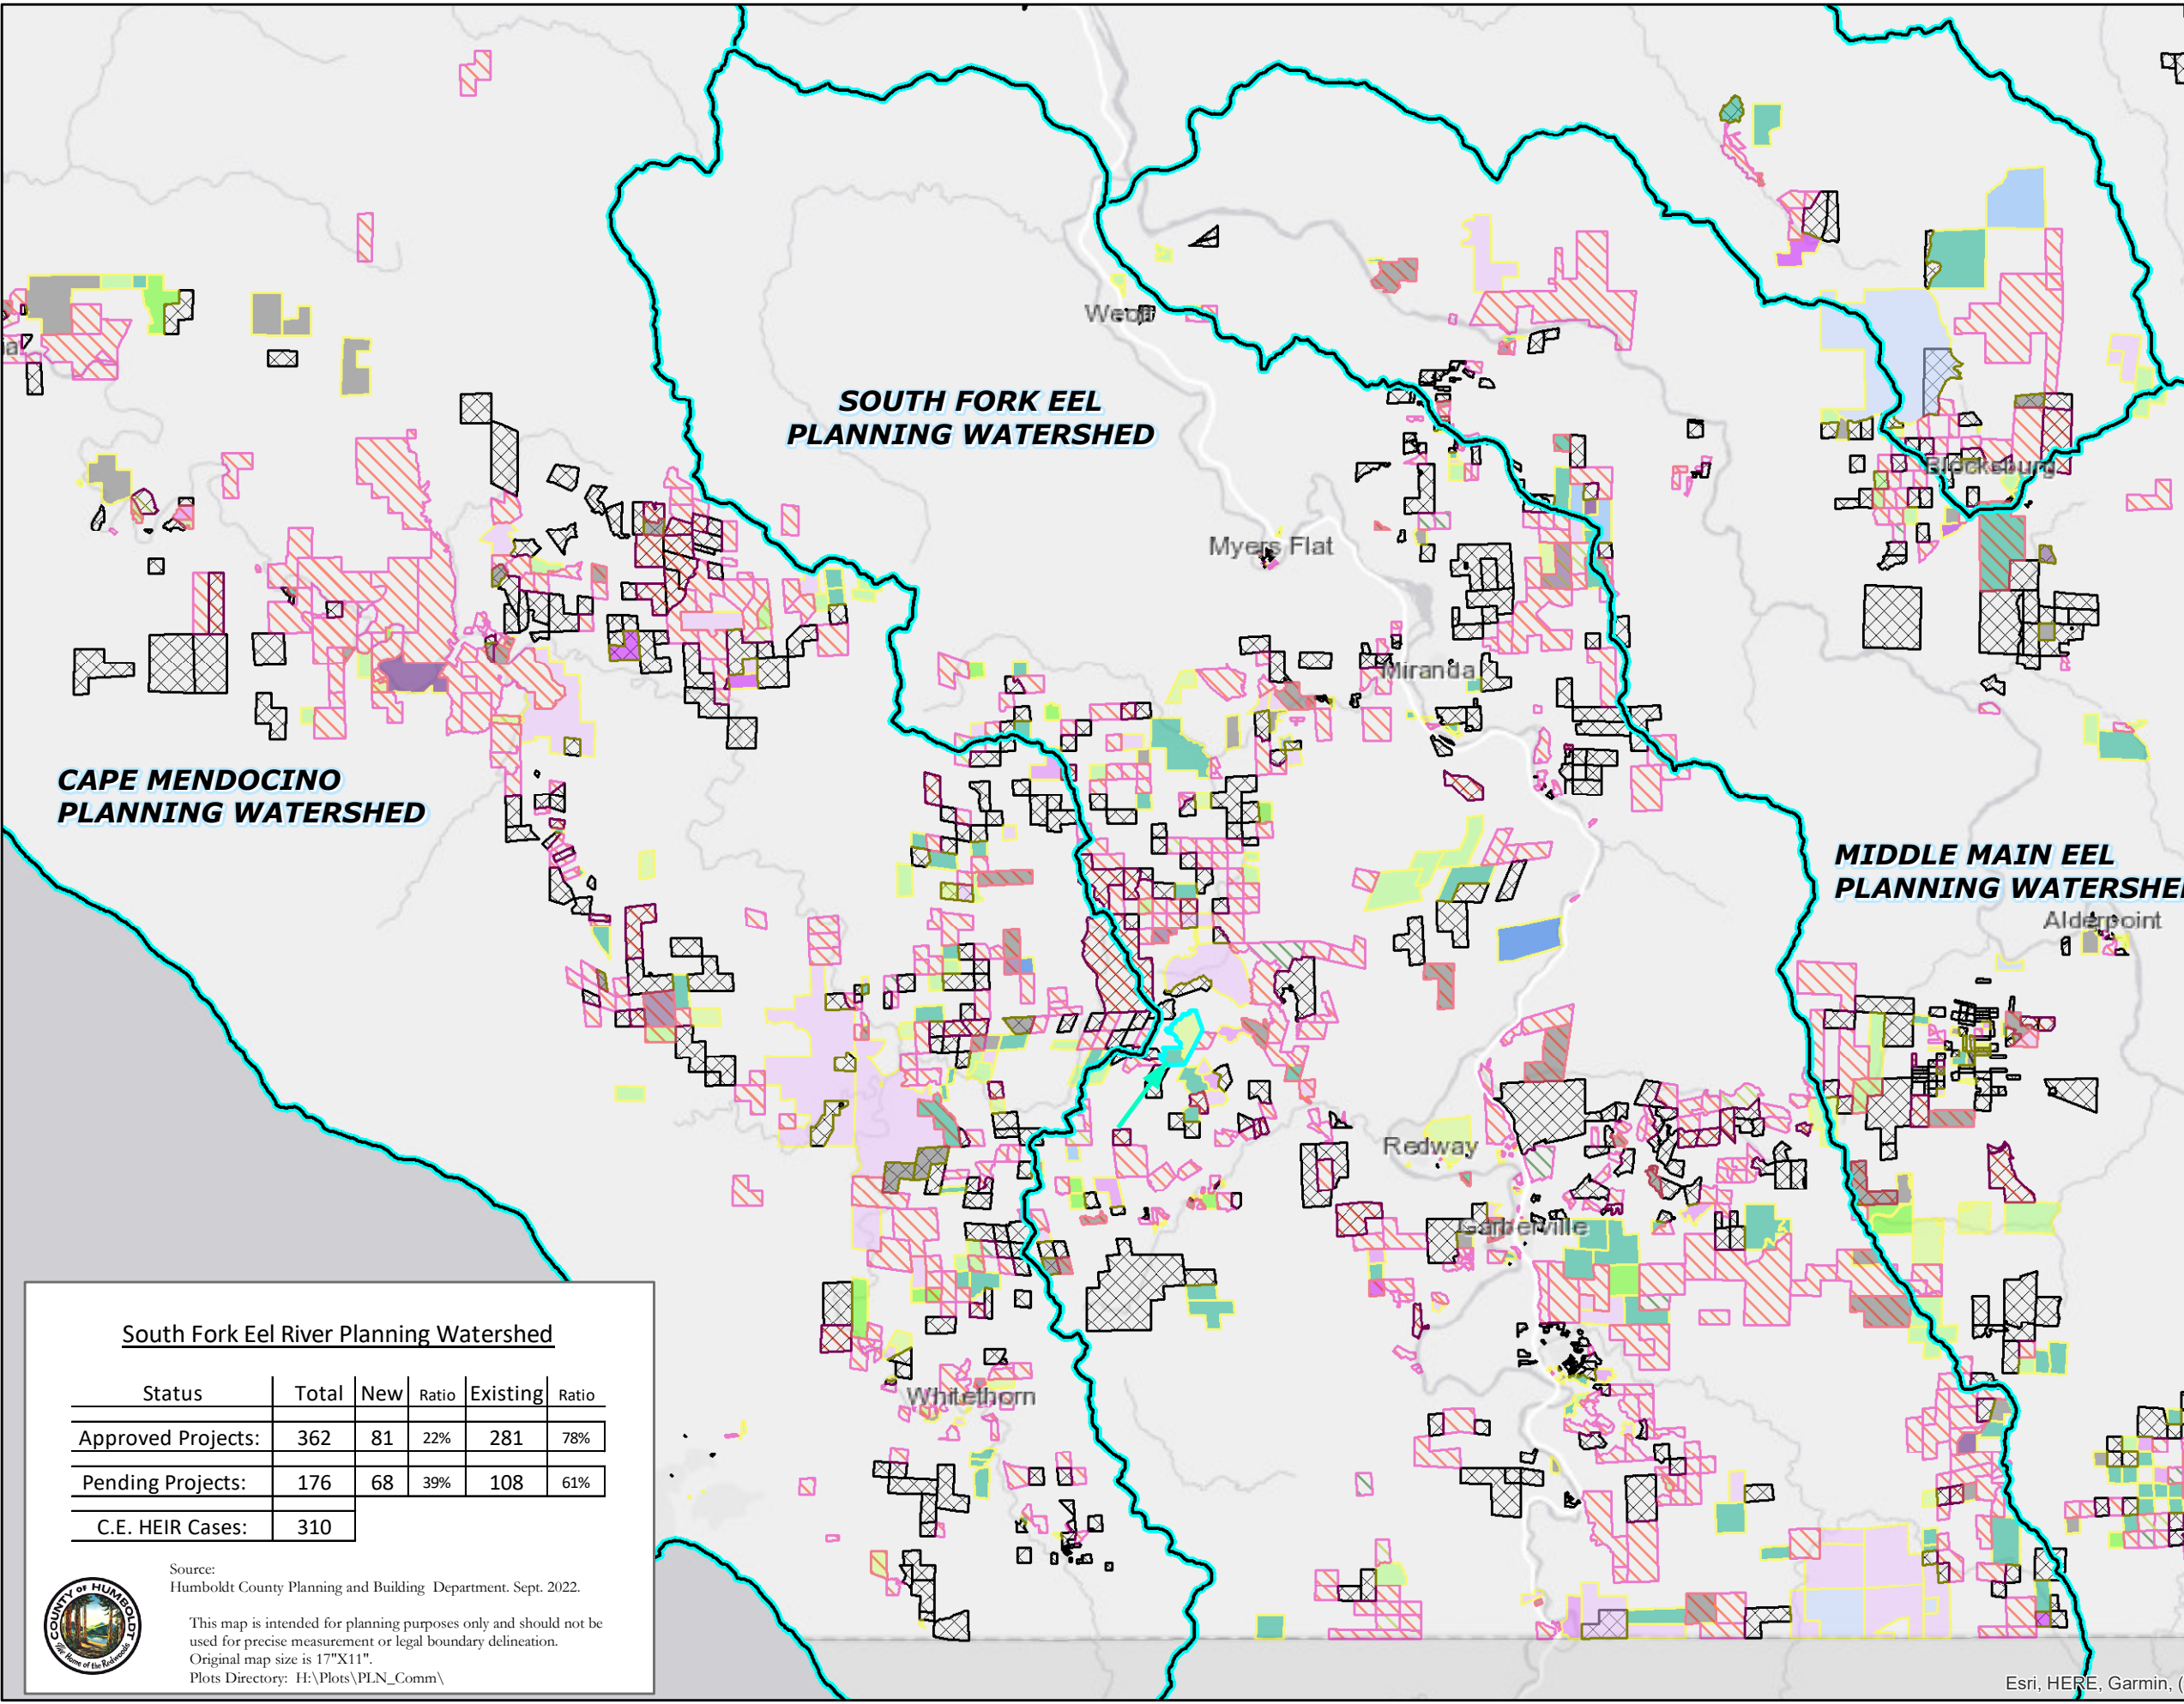 SOUTH FORK EEL
PLANNING WATERSHED
Myers Flat
Miranda
Blocksburg
CAPE MENDOCINO
PLANNING WATERSHED
MIDDLE MAIN EEL
PLANNING WATERSHE
Alderpoint
Redway
Garberville
Whitethorn
South Fork Eel River Planning Watershed
Status Total New Ratio Existing Ratio
Approved Projects: 362 81 22% 281 78%
Pending Projects: 176 68 39% 108 61%
C.E. HEIR Cases: 310
Source:
Humboldt County Planning and Building Department. Sept. 2022.
This map is intended for planning purposes only and should not be
used for precise measurement or legal boundary delineation.
Original map size is 17"X11".
Plots Directory: H:\Plots\PLN_Comm\
COUNTY OF HUMBOLDT
The Home of the Redwoods
Esri, HERE, Garmin, (